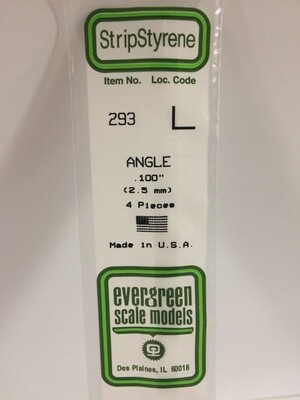 StripStyrene
Item No. Loc. Code
293 L
ANGLE
.100"
(2.5 mm)
4 Pieces
Made in U.S.A.
evergreen
scale models
Des Plaines, IL 60018